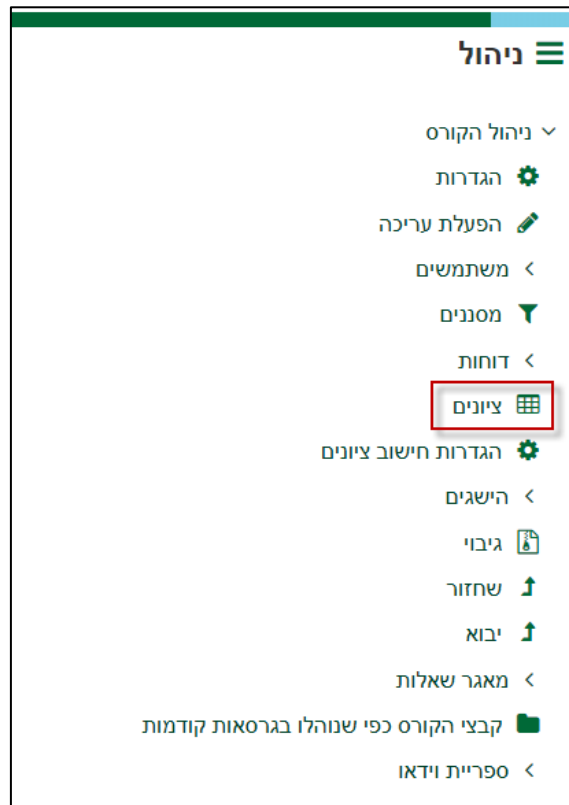 ניהול
ניהול הקורס
הגדרות
הפעלת עריכה
משתמשים
מסננים
דוחות
ציונים
הגדרות חישוב ציונים
הישגים
גיבוי
שחזור
יבוא
מאגר שאלות
קבצי הקורס כפי שנוהלו בגרסאות קודמות
ספריית וידאו